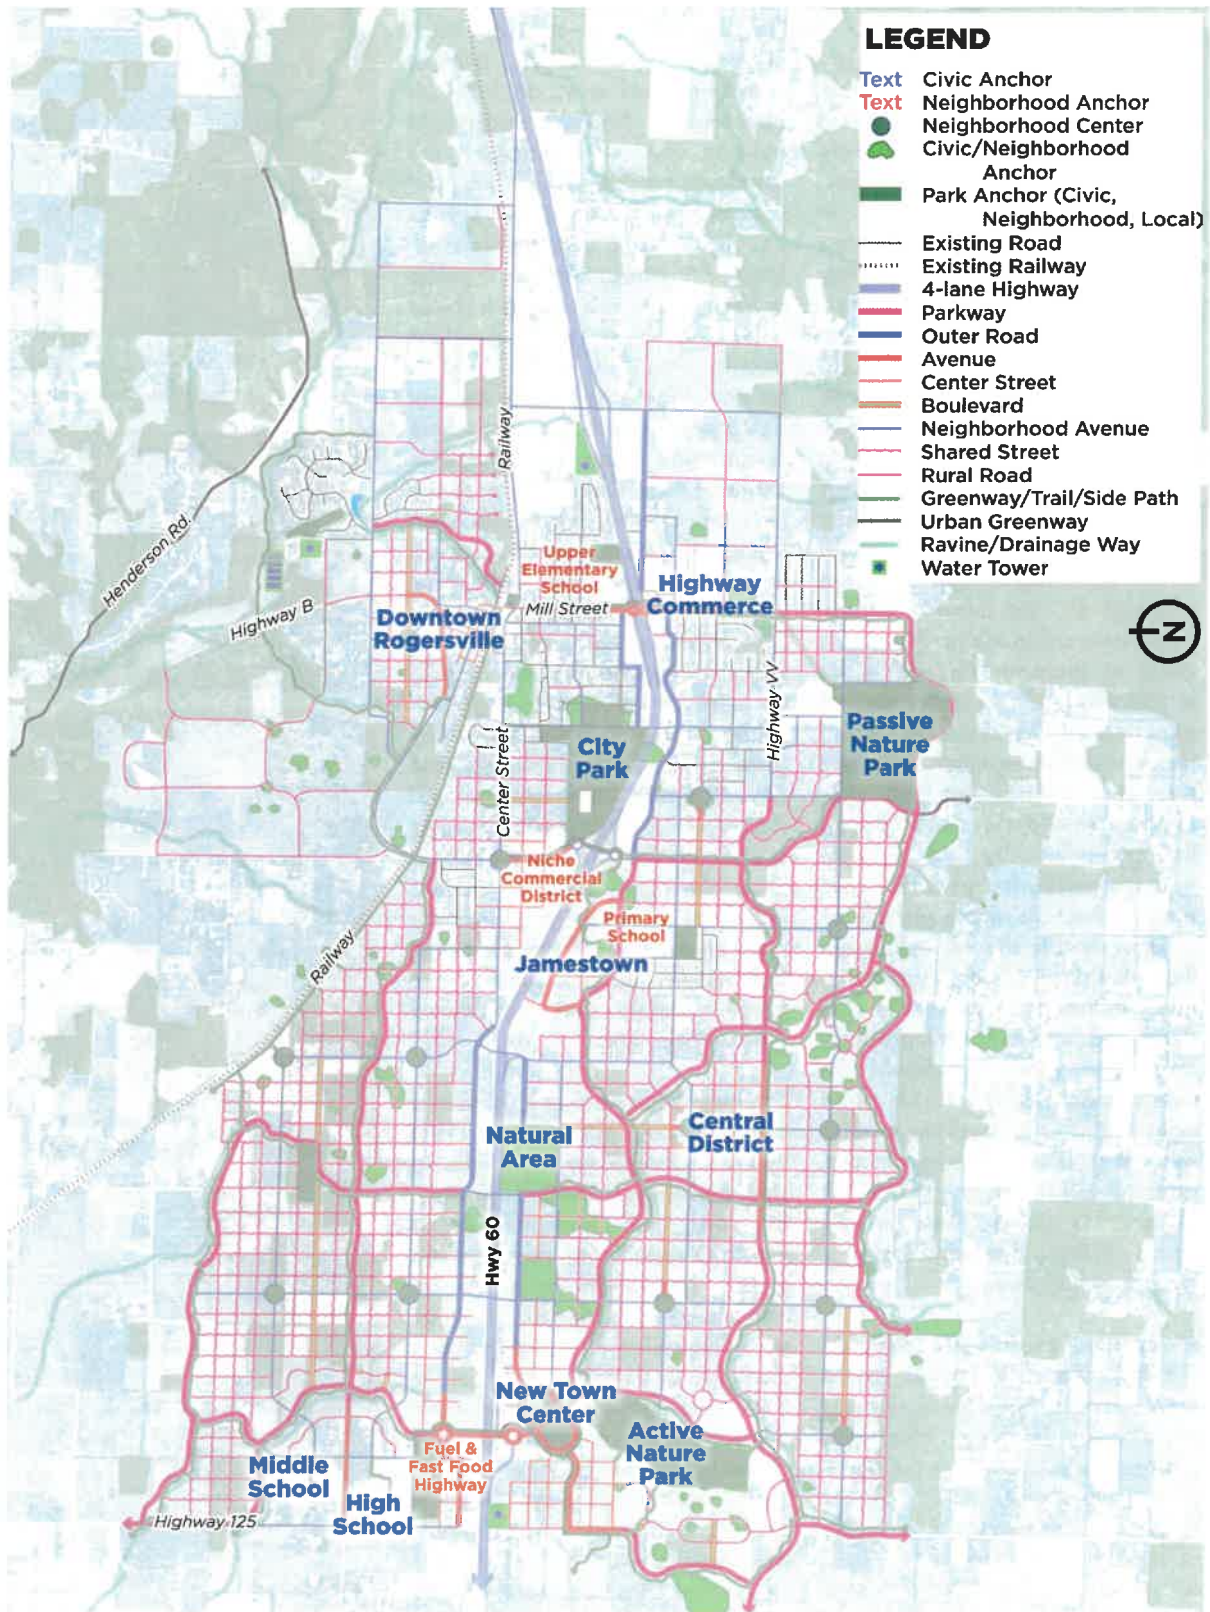 LEGEND
Text Civic Anchor
Text Neighborhood Anchor
Neighborhood Center
Civic/Neighborhood
Anchor
Park Anchor (Civic,
Neighborhood, Local)
Existing Road
Existing Railway
4-lane Highway
Parkway
Outer Road
Avenue
Center Street
Boulevard
Neighborhood Avenue
Shared Street
Rural Road
Greenway/Trail/Side Path
Urban Greenway
Ravine/Drainage Way
Water Tower
N
Railway
Henderson Rd.
Highway B
Upper
Elementary
School
Mill Street
Highway
Commerce
Downtown
Rogersville
Highway VV
Passive
Nature
Park
City
Park
Center Street
Niche
Commercial
District
Primary
School
Railway
Jamestown
Natural
Area
Central
District
Hwy 60
New Town
Center
Active
Nature
Park
Fuel &
Fast Food
Highway
Middle
School
High
School
Highway 125